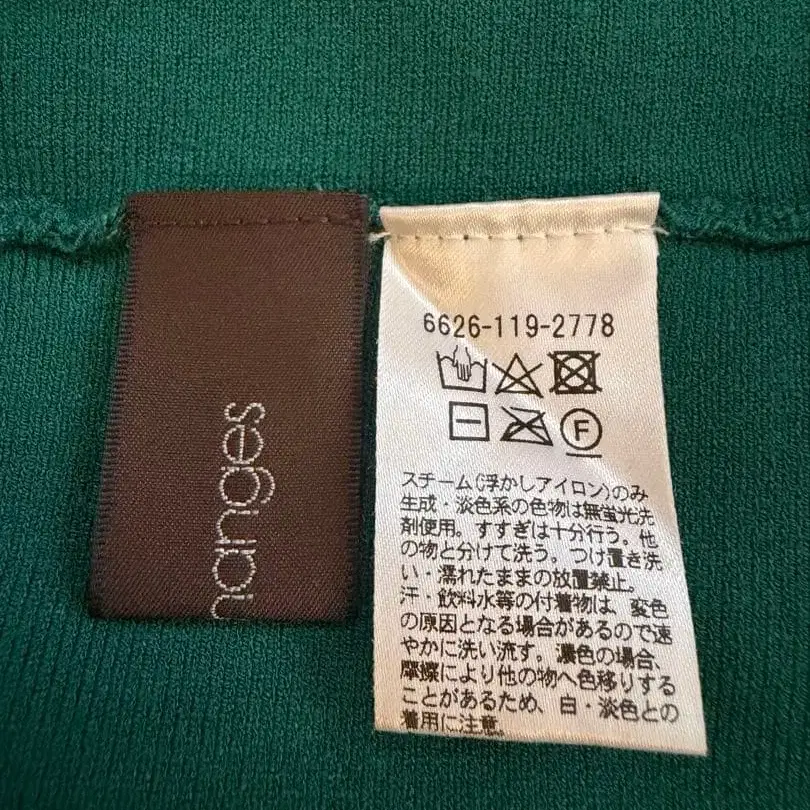 nanges
6626-119-2778
F
スチーム(浮かしアイロン)のみ
生成・淡色系の色物は無蛍光洗
剤使用。すすぎは十分行う。他
の物と分けて洗う。つけ置き洗
い・濡れたままの放置禁止。
汗・飲料水等の付着物は、変色
の原因となる場合があるので速
やかに洗い流す。濃色の場合、
摩擦により他の物へ色移りする
ことがあるため、白・淡色との
着用に注意